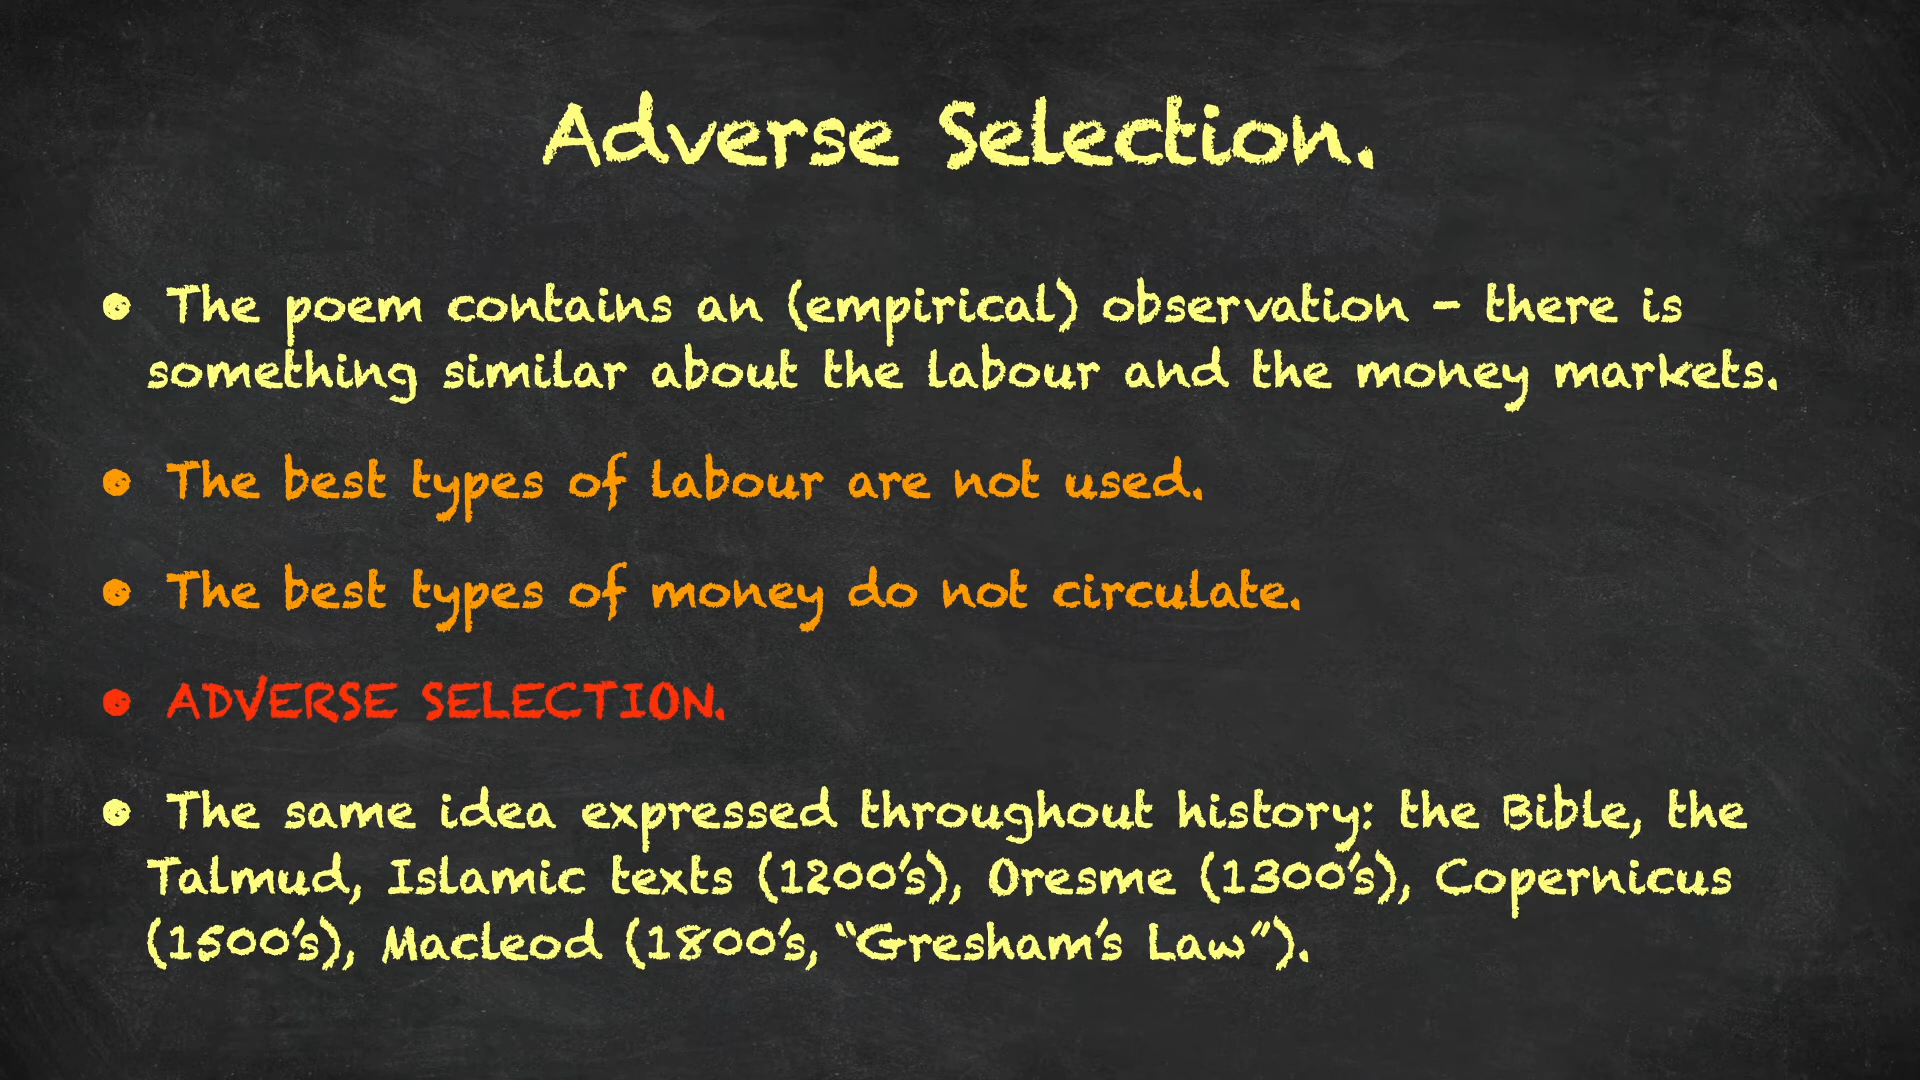 Adverse Selection.
• The poem contains an (empirical) observation - there is
something similar about the labour and the money markets.
• The best types of labour are not used.
• The best types of money do not circulate.
• ADVERSE SELECTION.
• The same idea expressed throughout history: the Bible, the
Talmud, Islamic texts (1200's), Oresme (1300's), Copernicus
(1500's), Macleod (1800's, “Gresham's Law”).